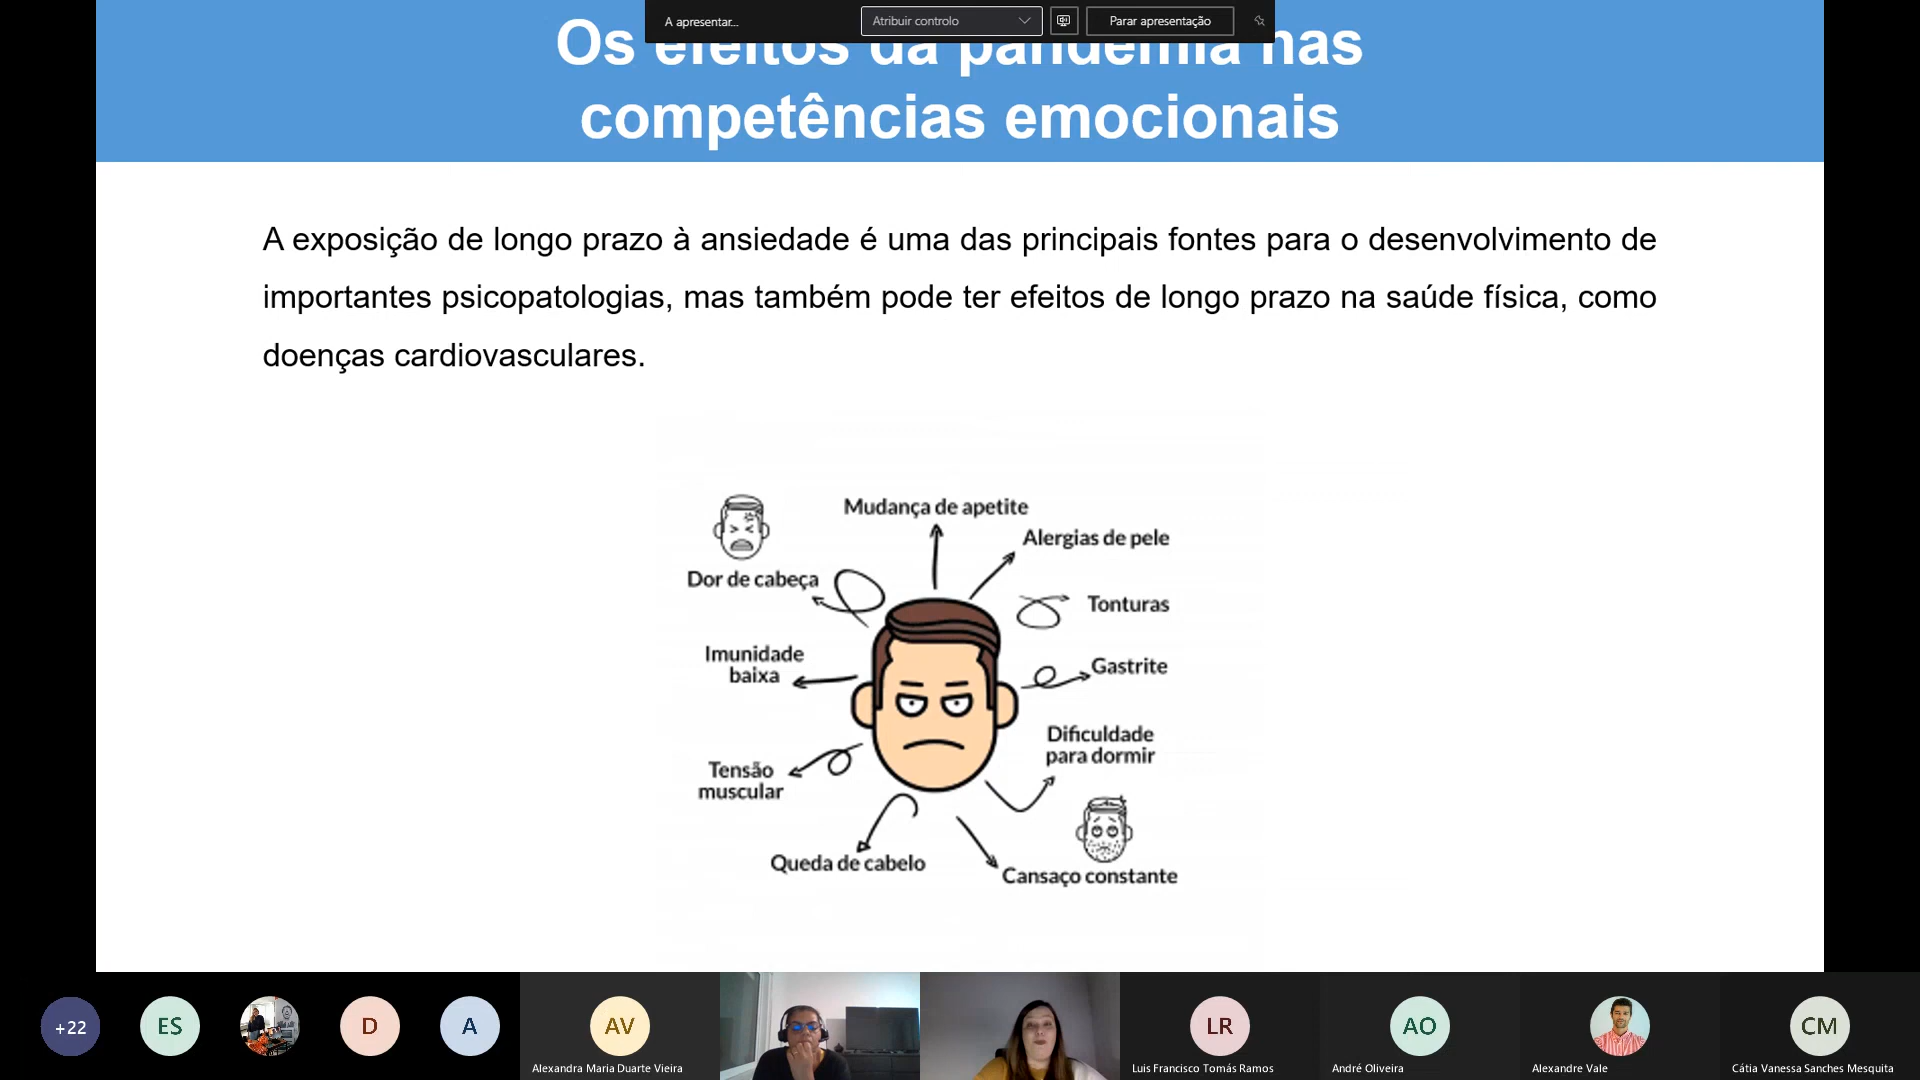 A apresentar...
Atribuir controlo
Parar apresentação
Os efeitos da pandemia nas
competências emocionais
A exposição de longo prazo à ansiedade é uma das principais fontes para o desenvolvimento de
importantes psicopatologias, mas também pode ter efeitos de longo prazo na saúde física, como
doenças cardiovasculares.
Mudança de apetite
Alergias de pele
Dor de cabeça
Tonturas
Imunidade
baixa
Gastrite
Dificuldade
para dormir
Tensão
muscular
Queda de cabelo
Cansaço constante
+22
ES
D
A
AV
LR
AO
CM
Alexandra Maria Duarte Vieira
Luis Francisco Tomás Ramos
André Oliveira
Alexandre Vale
Cátia Vanessa Sanches Mesquita